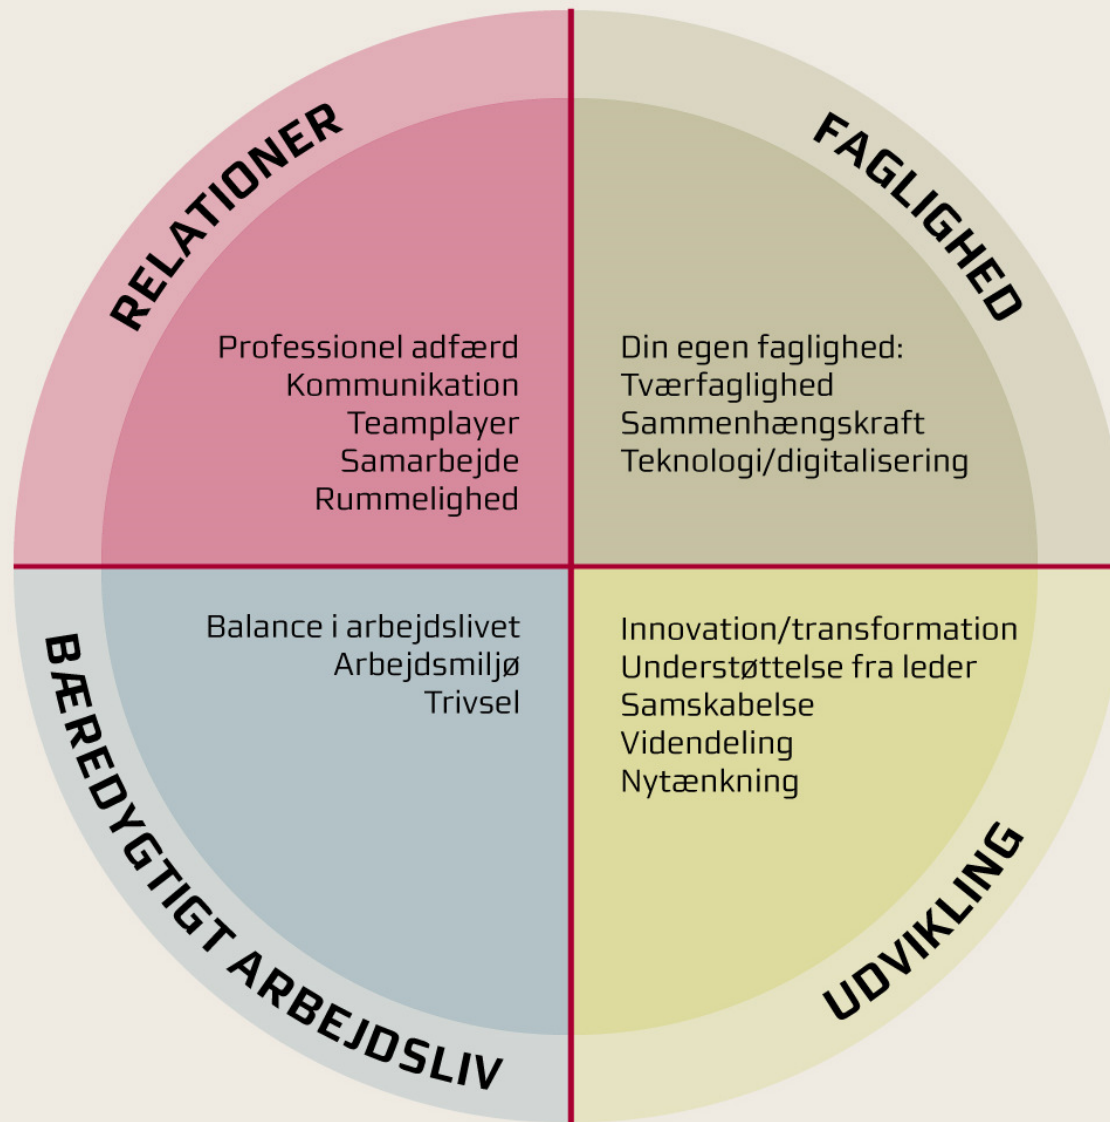 RELATIONER
Professionel adfærd
Kommunikation
Teamplayer
Samarbejde
Rummelighed
FAGLIGHED
Din egen faglighed:
Tværfaglighed
Sammenhængskraft
Teknologi/digitalisering
BÆREDYGTIGT ARBEJDSLIV
Balance i arbejdslivet
Arbejdsmiljø
Trivsel
Innovation/transformation
Understøttelse fra leder
Samskabelse
Videndeling
Nytænkning
UDVIKLING